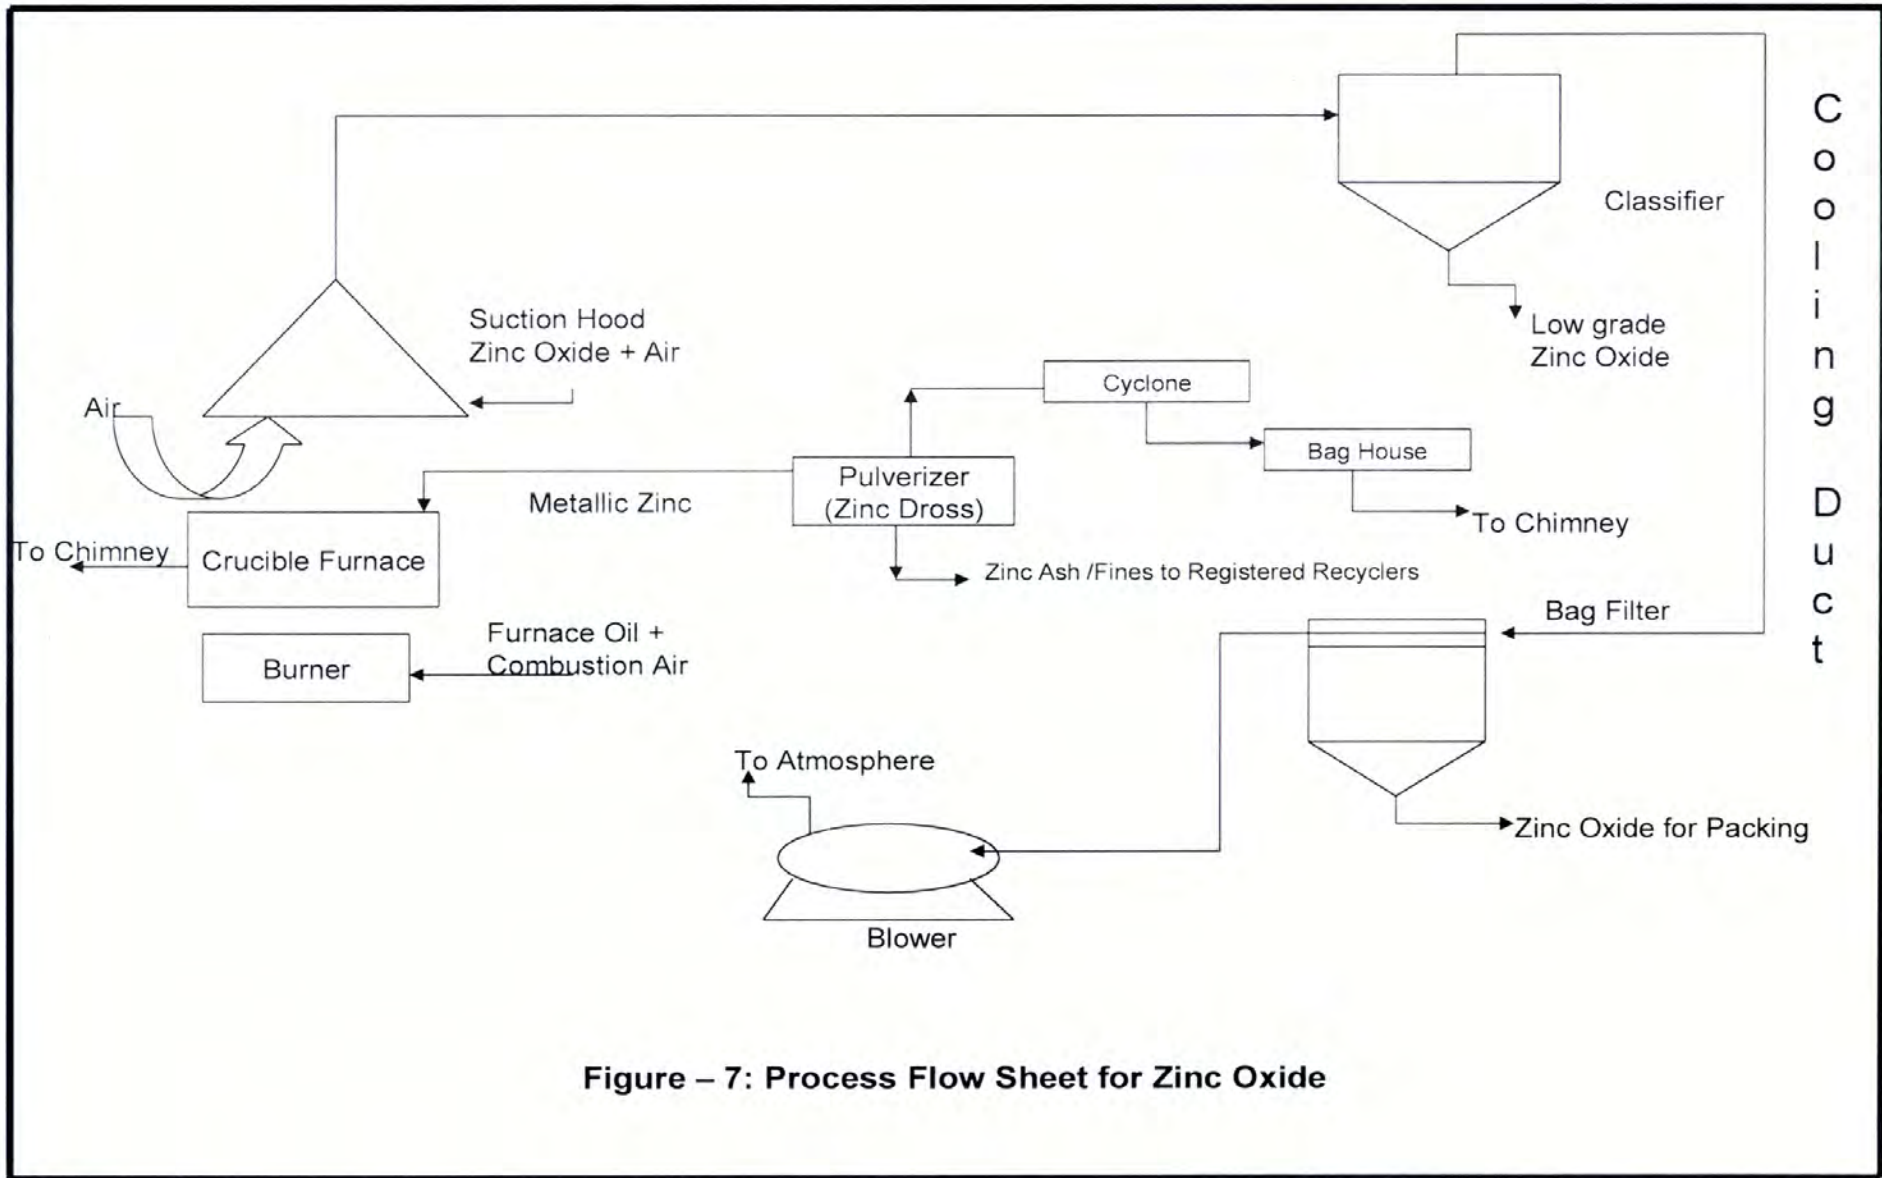 Cooling Duct
Classifier
Low grade
Zinc Oxide
Suction Hood
Zinc Oxide + Air
Air
Cyclone
Bag House
To Chimney
Pulverizer
(Zinc Dross)
Metallic Zinc
Zinc Ash /Fines to Registered Recyclers
To Chimney
Crucible Furnace
Furnace Oil +
Combustion Air
Burner
Bag Filter
Zinc Oxide for Packing
To Atmosphere
Blower
Figure – 7: Process Flow Sheet for Zinc Oxide